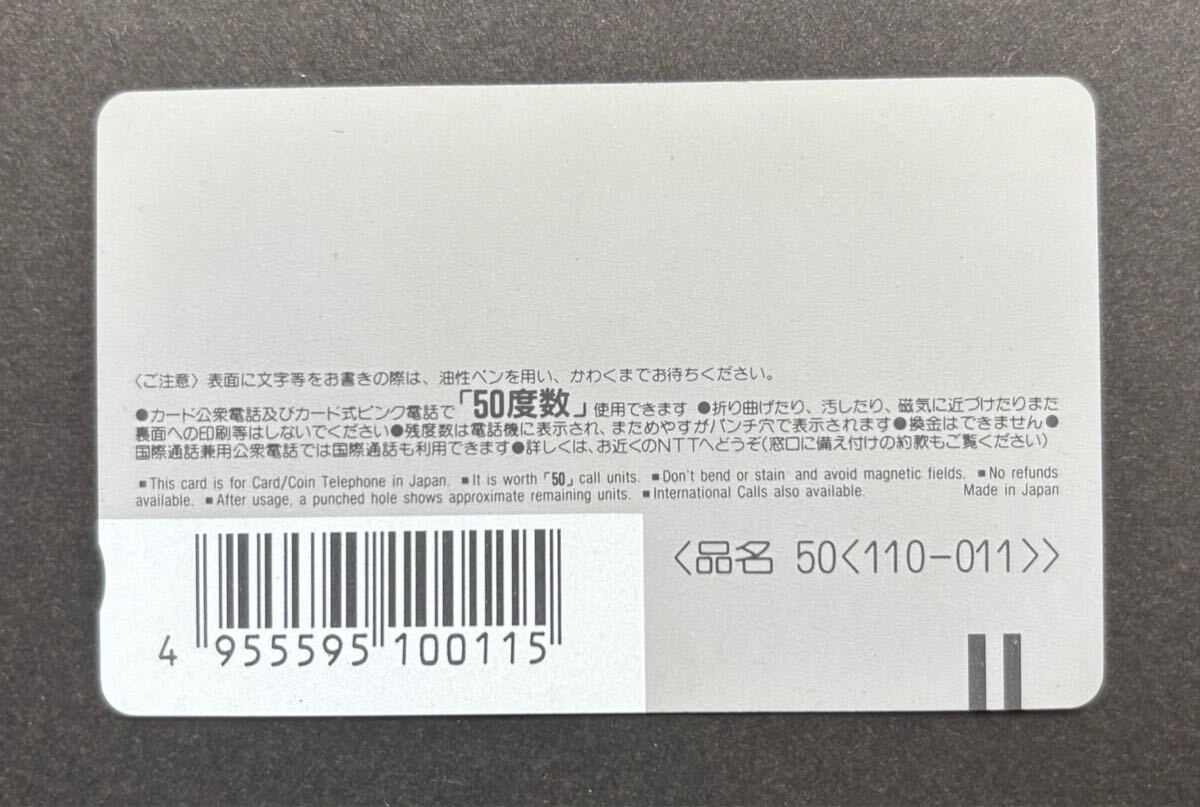 〈ご注意〉表面に文字等をお書きの際は、油性ペンを用い、かわくまでお待ちください。
●カード公衆電話及びカード式ピンク電話で「50度数」使用できます ●折り曲げたり、汚したり、磁気に近づけたりまた
裏面への印刷等はしないでください●残度数は電話機に表示され、まためやすがパンチ穴で表示されます●換金はできません●
国際通話兼用公衆電話では国際通話も利用できます●詳しくは、お近くのNTTへどうぞ(窓口に備え付けの約款もご覧ください)
■This card is for Card/Coin Telephone in Japan. ■It is worth「50」call units. ■Don't bend or stain and avoid magnetic fields. ■No refunds
available. ■After usage, a punched hole shows approximate remaining units. ■International Calls also available. Made in Japan
〈品名 50〈110-011〉〉
4 955595 100115